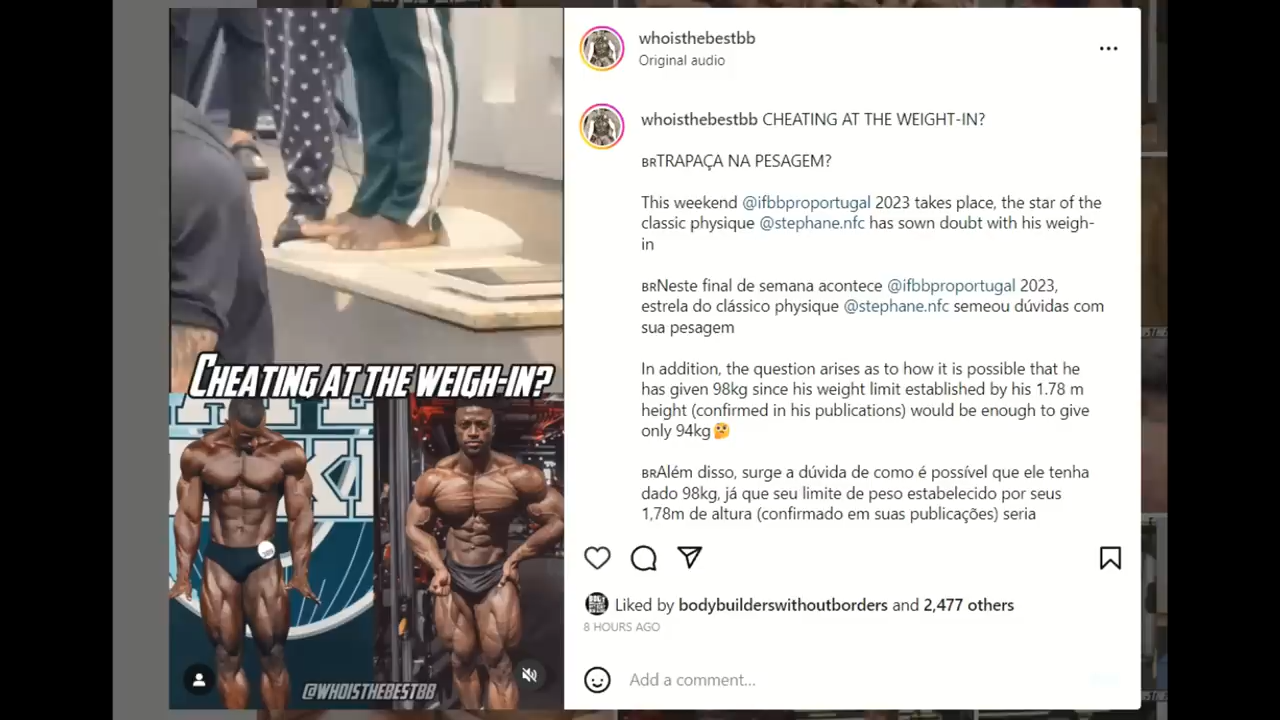 whoisthebestbb
Original audio
whoisthebestbb CHEATING AT THE WEIGHT-IN?
BRTRAPAÇA NA PESAGEM?
This weekend @ifbbproportugal 2023 takes place, the star of the
classic physique @stephane.nfc has sown doubt with his weigh-
in
BRNeste final de semana acontece @ifbbproportugal 2023,
estrela do clássico physique @stephane.nfc semeou dúvidas com
sua pesagem
In addition, the question arises as to how it is possible that he
has given 98kg since his weight limit established by his 1.78 m
height (confirmed in his publications) would be enough to give
only 94kg🤔
BRAlém disso, surge a dúvida de como é possível que ele tenha
dado 98kg, já que seu limite de peso estabelecido por seus
1,78m de altura (confirmado em suas publicações) seria
Liked by bodybuilderswithoutborders and 2,477 others
8 HOURS AGO
Add a comment...
CHEATING AT THE WEIGH-IN?
@WHOISTHEBESTBB